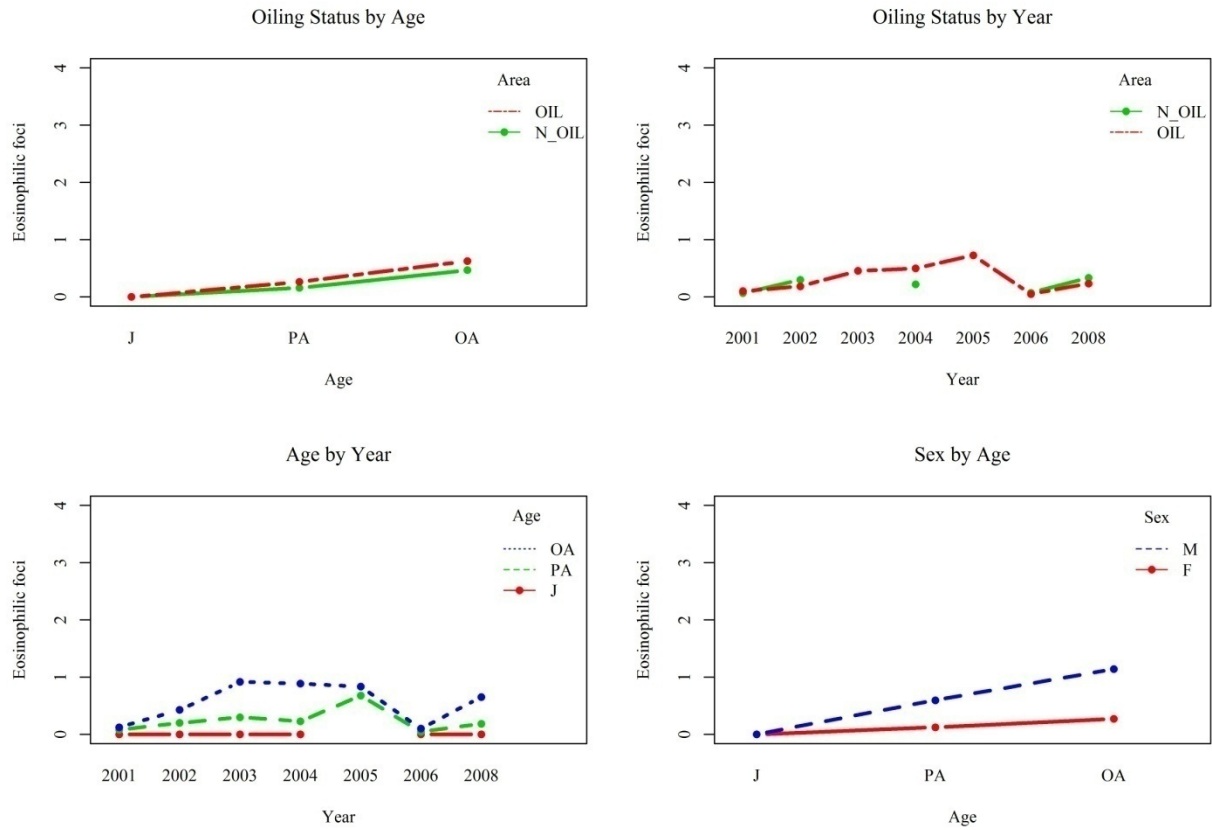 Oiling Status by Age
Eosinophilic foci
4
3
2
1
0
Area
OIL
N_OIL
J PA OA
Age
Oiling Status by Year
Eosinophilic foci
4
3
2
1
0
Area
N_OIL
OIL
2001 2002 2003 2004 2005 2006 2008
Year
Age by Year
Eosinophilic foci
4
3
2
1
0
Age
OA
PA
J
2001 2002 2003 2004 2005 2006 2008
Year
Sex by Age
Eosinophilic foci
4
3
2
1
0
Sex
M
F
J PA OA
Age